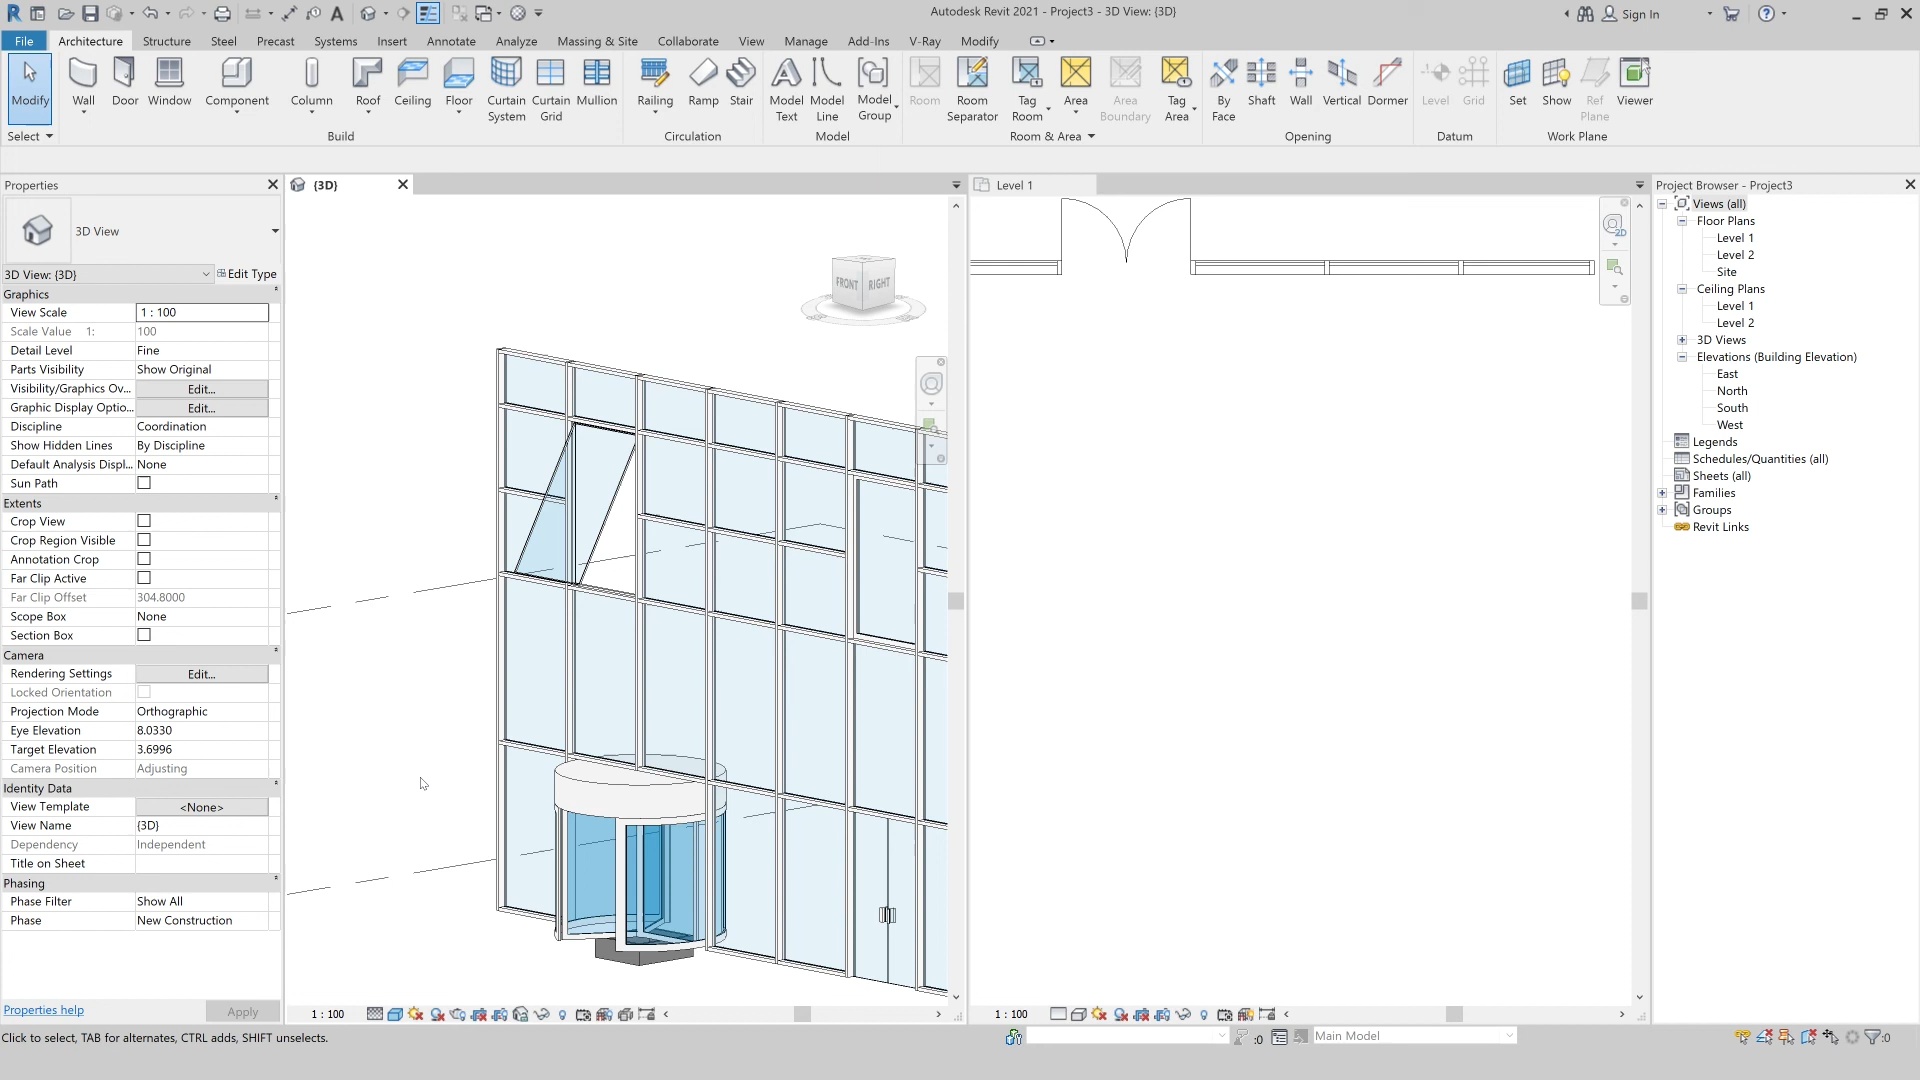 Autodesk Revit 2021 - Project3 - 3D View: {3D}
Sign In
File Architecture Structure Steel Precast Systems Insert Annotate Analyze Massing & Site Collaborate View Manage Add-Ins V-Ray Modify
Modify Wall Door Window Component Column Roof Ceiling Floor Curtain System Curtain Grid Mullion Railing Ramp Stair Model Text Model Line Model Group Room Room Separator Tag Room Area Area Boundary Tag Area By Face Shaft Wall Vertical Dormer Level Grid Set Show Ref Plane Viewer
Select Build Circulation Model Room & Area Opening Datum Work Plane
Properties
3D View
3D View: {3D} Edit Type
Graphics
View Scale 1 : 100
Scale Value 1: 100
Detail Level Fine
Parts Visibility Show Original
Visibility/Graphics Ov... Edit...
Graphic Display Optio... Edit...
Discipline Coordination
Show Hidden Lines By Discipline
Default Analysis Displ... None
Sun Path
Extents
Crop View
Crop Region Visible
Annotation Crop
Far Clip Active
Far Clip Offset 304.8000
Scope Box None
Section Box
Camera
Rendering Settings Edit...
Locked Orientation
Projection Mode Orthographic
Eye Elevation 8.0330
Target Elevation 3.6996
Camera Position Adjusting
Identity Data
View Template <None>
View Name {3D}
Dependency Independent
Title on Sheet
Phasing
Phase Filter Show All
Phase New Construction
Properties help Apply
{3D}
FRONT RIGHT
1 : 100
Level 1
2D
1 : 100
Project Browser - Project3
Views (all)
Floor Plans
Level 1
Level 2
Site
Ceiling Plans
Level 1
Level 2
3D Views
Elevations (Building Elevation)
East
North
South
West
Legends
Schedules/Quantities (all)
Sheets (all)
Families
Groups
Revit Links
Click to select, TAB for alternates, CTRL adds, SHIFT unselects.
:0 Main Model :0